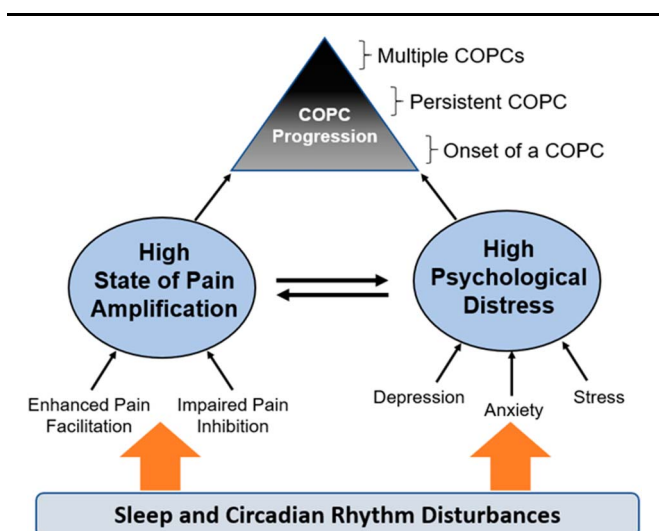 Multiple COPCs
Persistent COPC
COPC
Progression
Onset of a COPC
High
State of Pain
Amplification
High
Psychological
Distress
Enhanced Pain
Facilitation
Impaired Pain
Inhibition
Depression
Anxiety
Stress
Sleep and Circadian Rhythm Disturbances